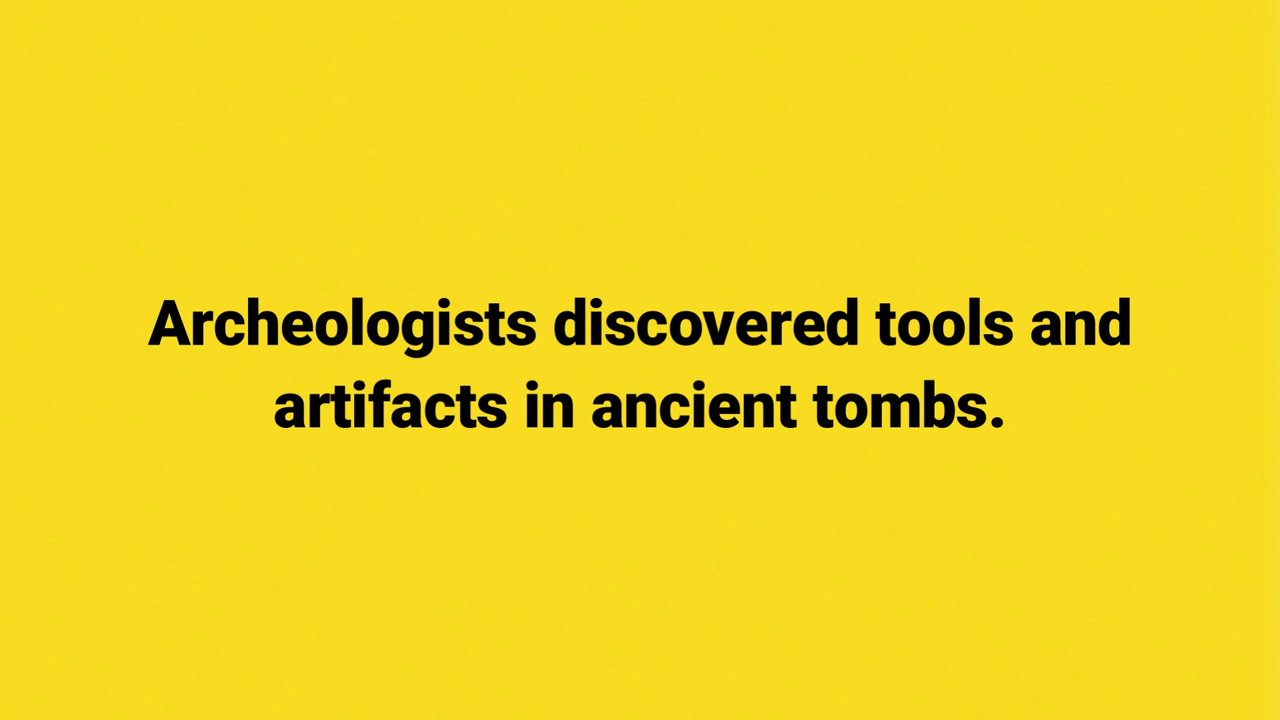 Archeologists discovered tools and
artifacts in ancient tombs.